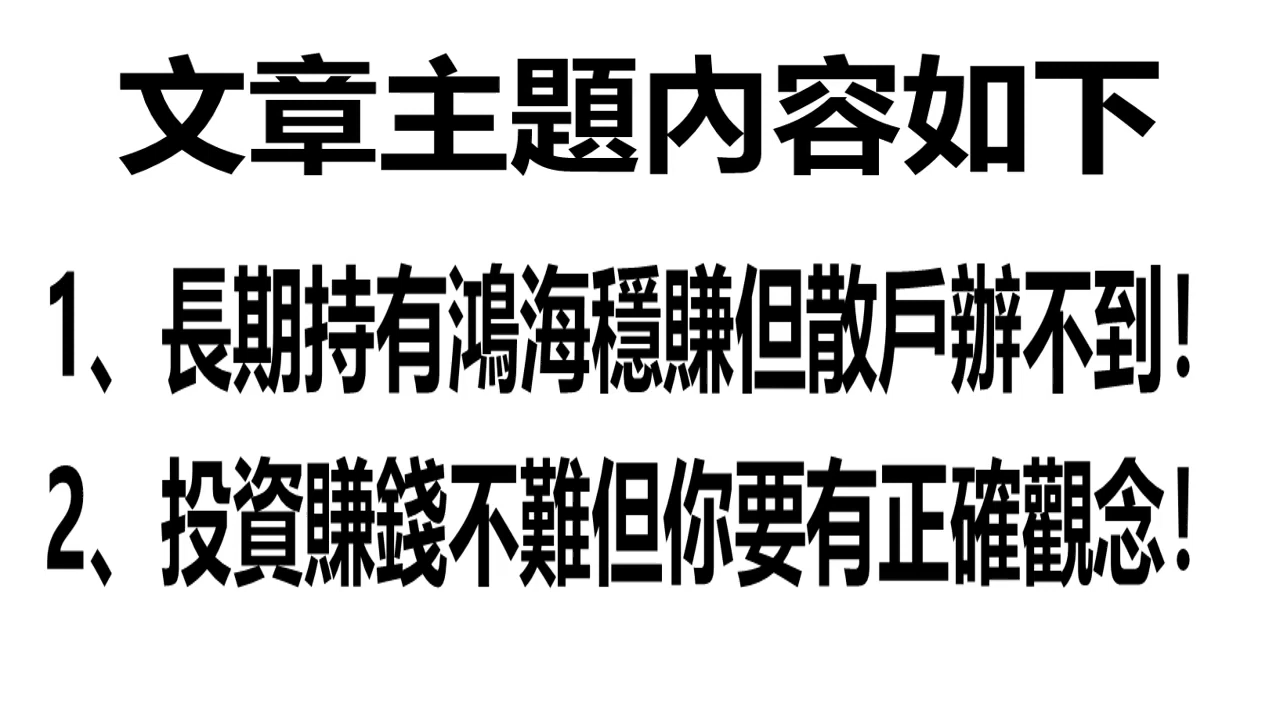 文章主題內容如下
1、長期持有鴻海穩賺但散戶辦不到!
2、投資賺錢不難但你要有正確觀念!